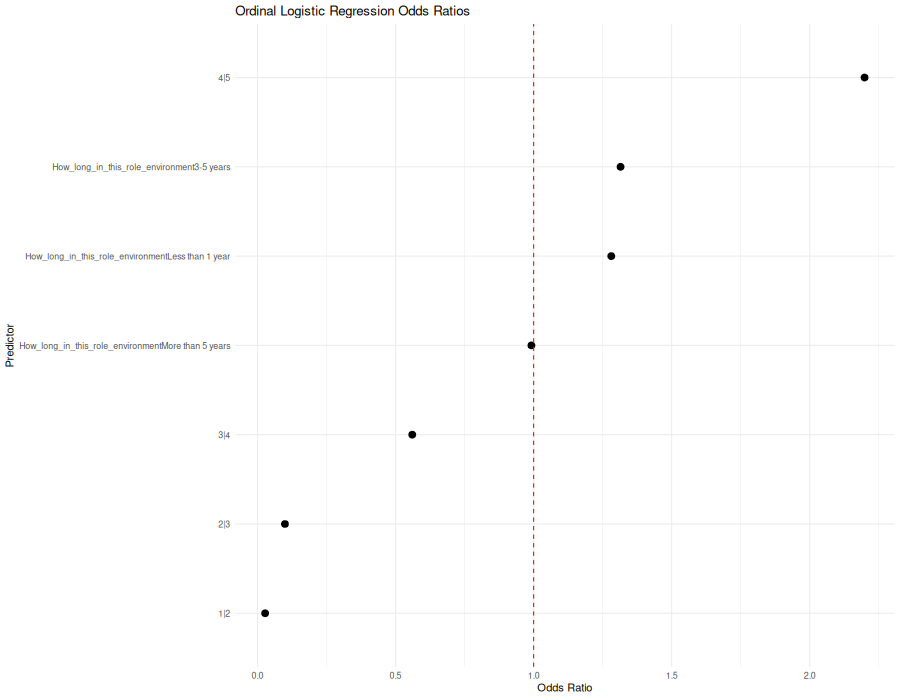 Ordinal Logistic Regression Odds Ratios
4|5
How_long_in_this_role_environment3-5 years
How_long_in_this_role_environmentLess than 1 year
How_long_in_this_role_environmentMore than 5 years
3|4
2|3
1|2
Predictor
0.0 0.5 1.0 1.5 2.0
Odds Ratio